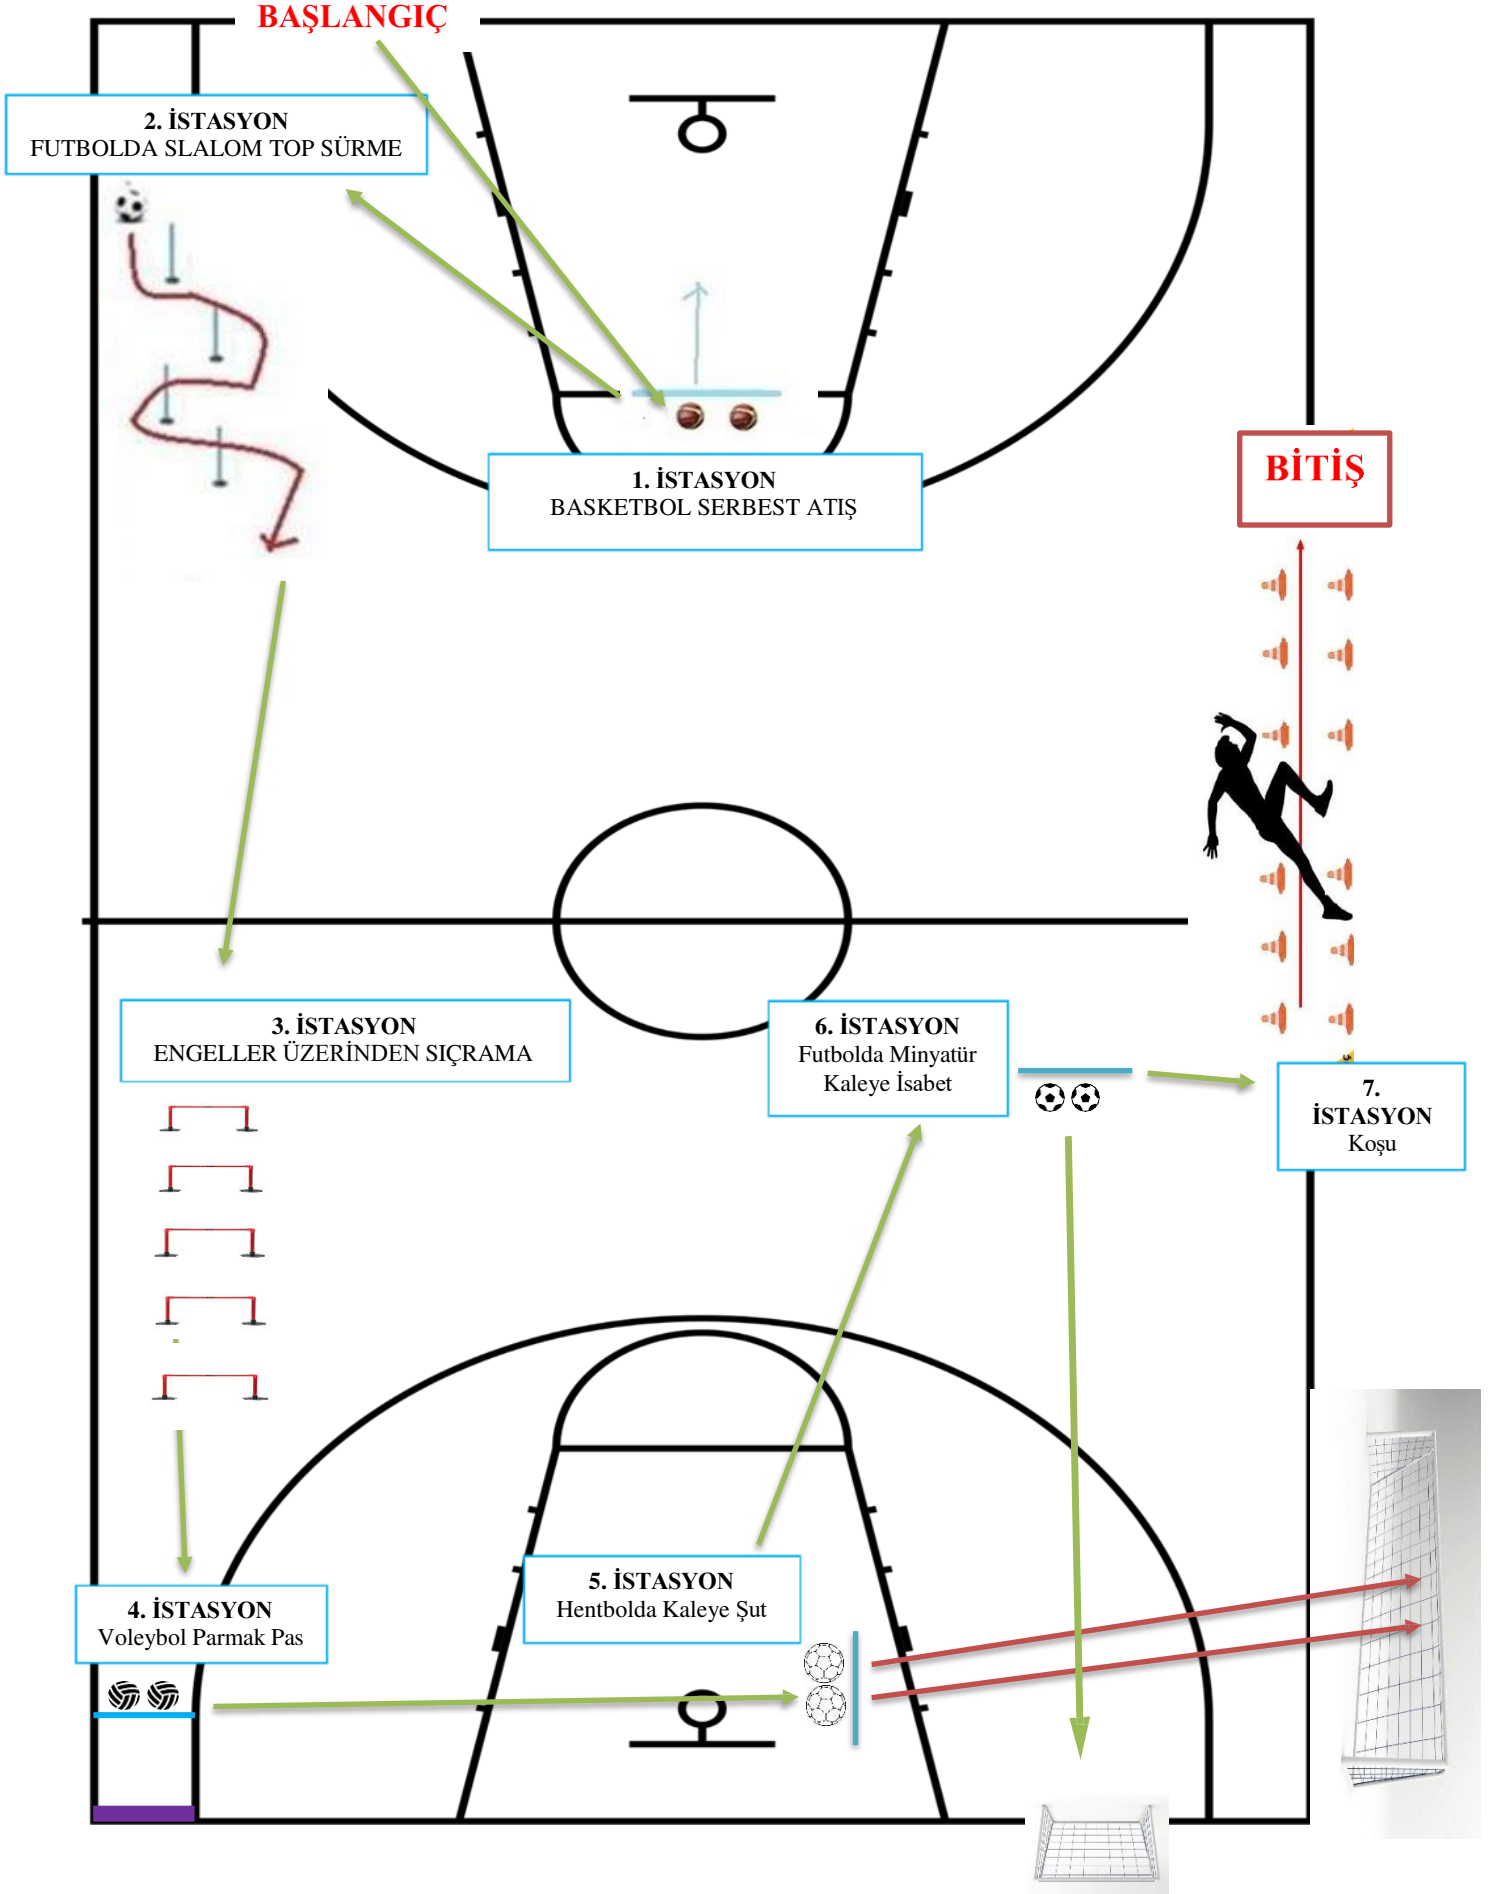 BAŞLANGIÇ
2. İSTASYON
FUTBOLDA SLALOM TOP SÜRME
1. İSTASYON
BASKETBOL SERBEST ATIŞ
BİTİŞ
3. İSTASYON
ENGELLER ÜZERİNDEN SIÇRAMA
6. İSTASYON
Futbolda Minyatür
Kaleye İsabet
7.
İSTASYON
Koşu
5. İSTASYON
Hentbolda Kaleye Şut
4. İSTASYON
Voleybol Parmak Pas